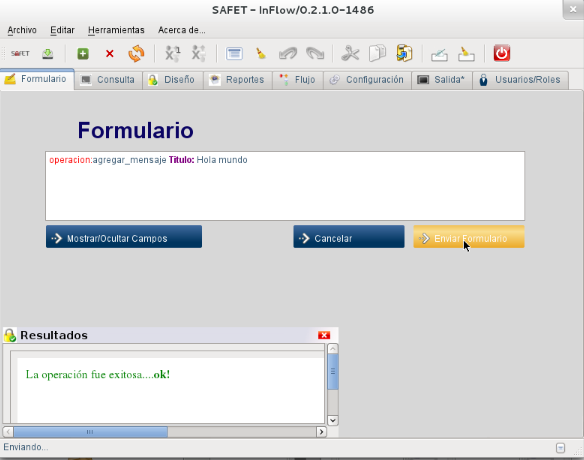 SAFET - InFlow/0.2.1.0-1486
Archivo Editar Herramientas Acerca de...
SAFET
Formulario Consulta Diseño Reportes Flujo Configuración Salida* Usuarios/Roles
Formulario
operacion:agregar_mensaje Titulo: Hola mundo
Mostrar/Ocultar Campos Cancelar Enviar Formulario
Resultados
La operación fue exitosa....ok!
Enviando...